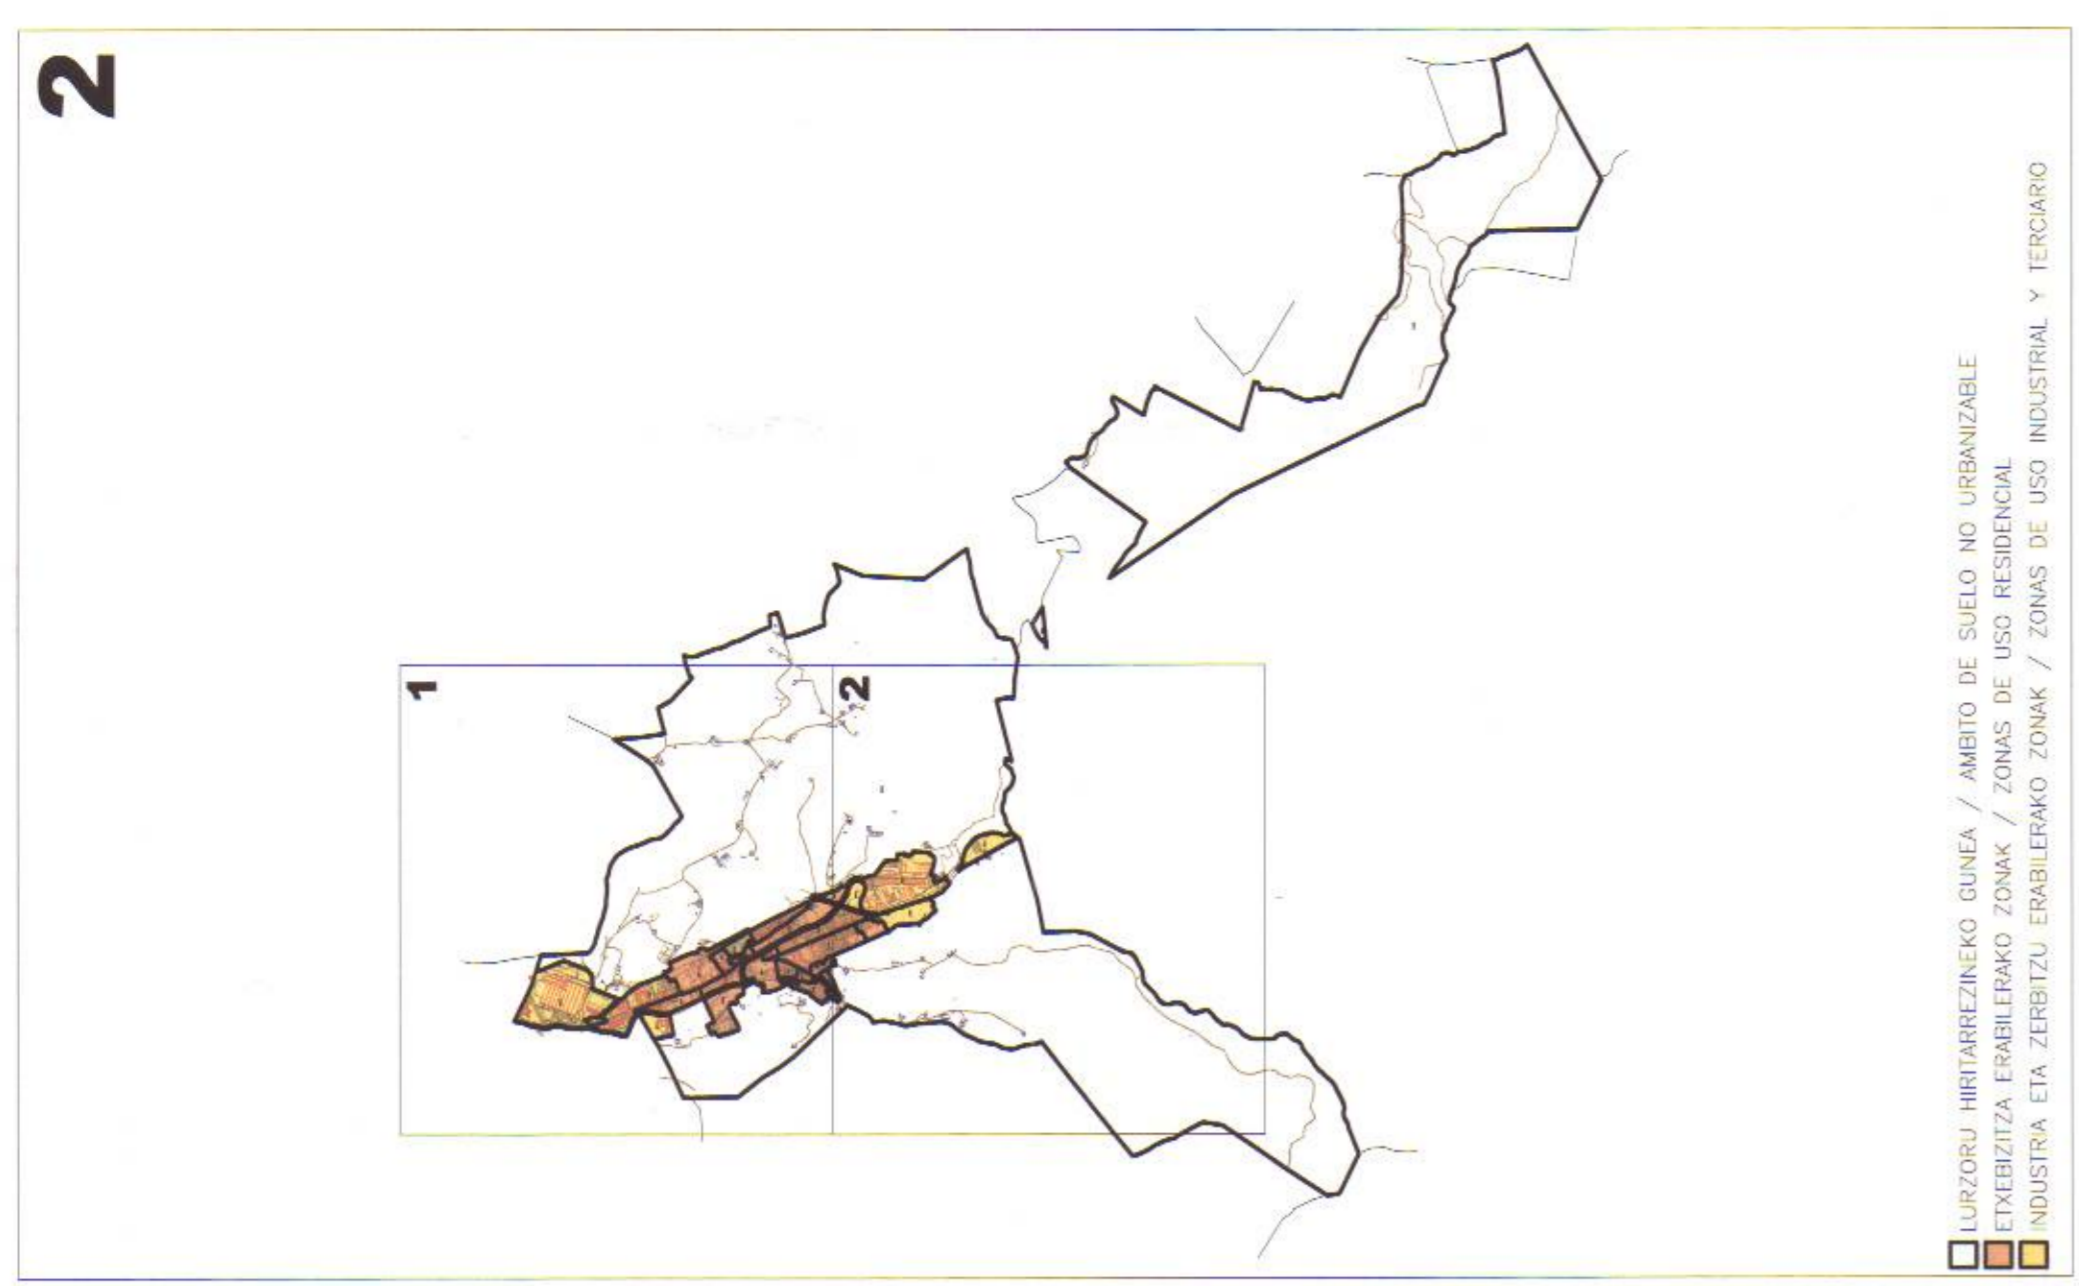 2
1
2
LURZORU HIRITARREZINEKO GUNEA / AMBITO DE SUELO NO URBANIZABLE
ETXEBIZITZA ERABILERAKO ZONAK / ZONAS DE USO RESIDENCIAL
INDUSTRIA ETA ZERBITZU ERABILERAKO ZONAK / ZONAS DE USO INDUSTRIAL Y TERCIARIO